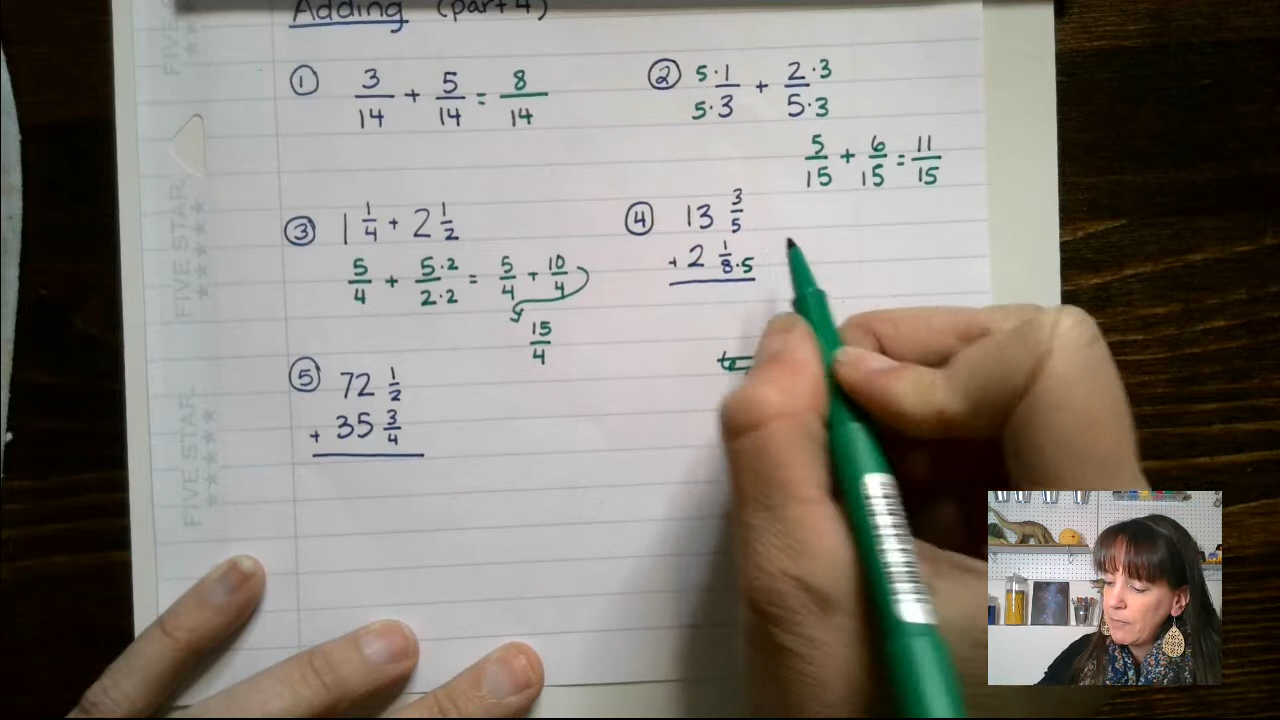 Adding (part 4)
① 3/14 + 5/14 = 8/14
② 5·1/5·3 + 2·3/5·3
5/15 + 6/15 = 11/15
③ 1 1/4 + 2 1/2
5/4 + 5·2/2·2 = 5/4 + 10/4
15/4
④ 13 3/5
+ 2 1/8·5
⑤ 72 1/2
+ 35 3/4
FIVE STAR
FIVE STAR
FIVE STAR